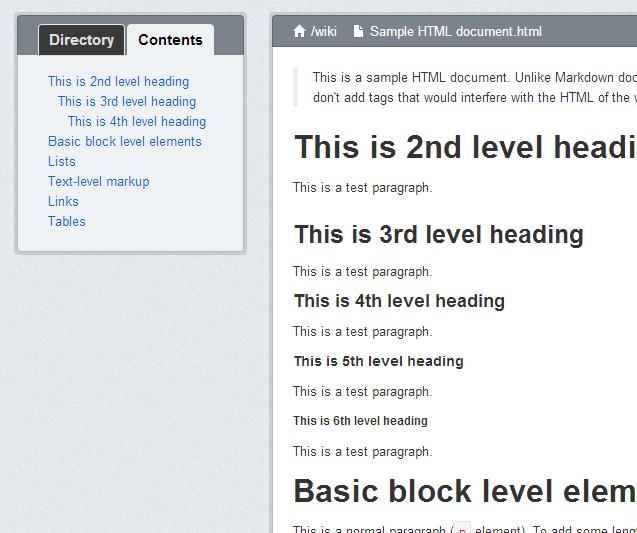 Directory Contents
This is 2nd level heading
This is 3rd level heading
This is 4th level heading
Basic block level elements
Lists
Text-level markup
Links
Tables
/wiki Sample HTML document.html
This is a sample HTML document. Unlike Markdown doc
don't add tags that would interfere with the HTML of the
This is 2nd level headi
This is a test paragraph.
This is 3rd level heading
This is a test paragraph.
This is 4th level heading
This is a test paragraph.
This is 5th level heading
This is a test paragraph.
This is 6th level heading
This is a test paragraph.
Basic block level elem
This is a normal paragraph (p element). To add some leng